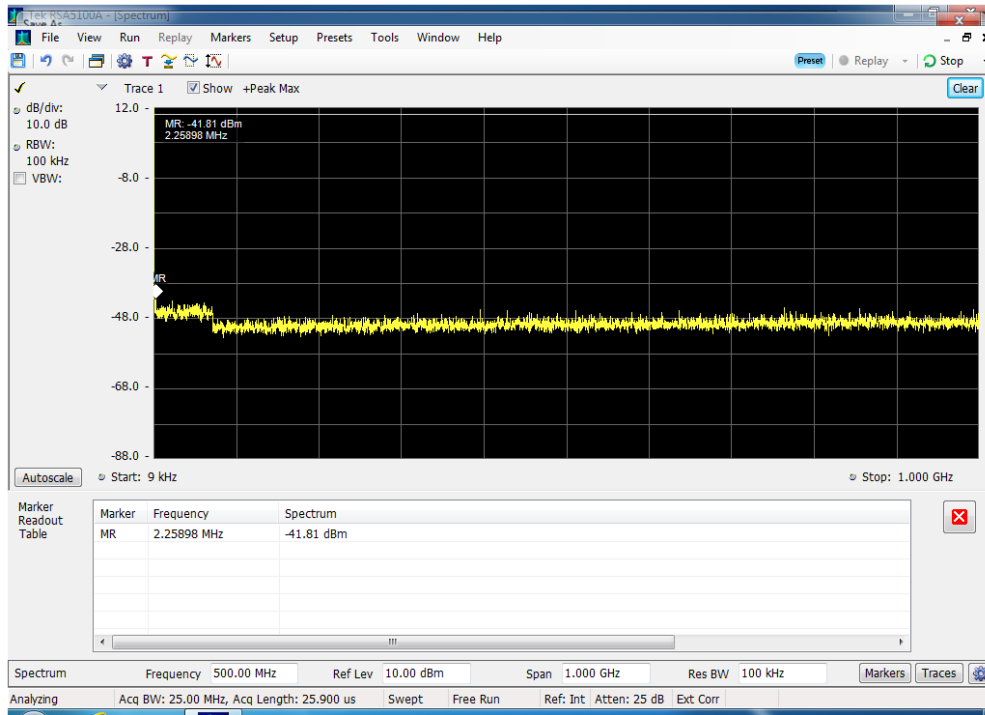 Tek RSA5100A - [Spectrum]
Save As
File View Run Replay Markers Setup Presets Tools Window Help
Preset Replay Stop
Trace 1 Show +Peak Max Clear
dB/div:
10.0 dB
RBW:
100 kHz
VBW:
12.0
-8.0
-28.0
-48.0
-68.0
-88.0
MR: -41.81 dBm
2.25898 MHz
MR
Autoscale Start: 9 kHz Stop: 1.000 GHz
Marker
Readout
Table
Marker Frequency Spectrum
MR 2.25898 MHz -41.81 dBm
Spectrum Frequency 500.00 MHz Ref Lev 10.00 dBm Span 1.000 GHz Res BW 100 kHz Markers Traces
Analyzing Acq BW: 25.00 MHz, Acq Length: 25.900 us Swept Free Run Ref: Int Atten: 25 dB Ext Corr